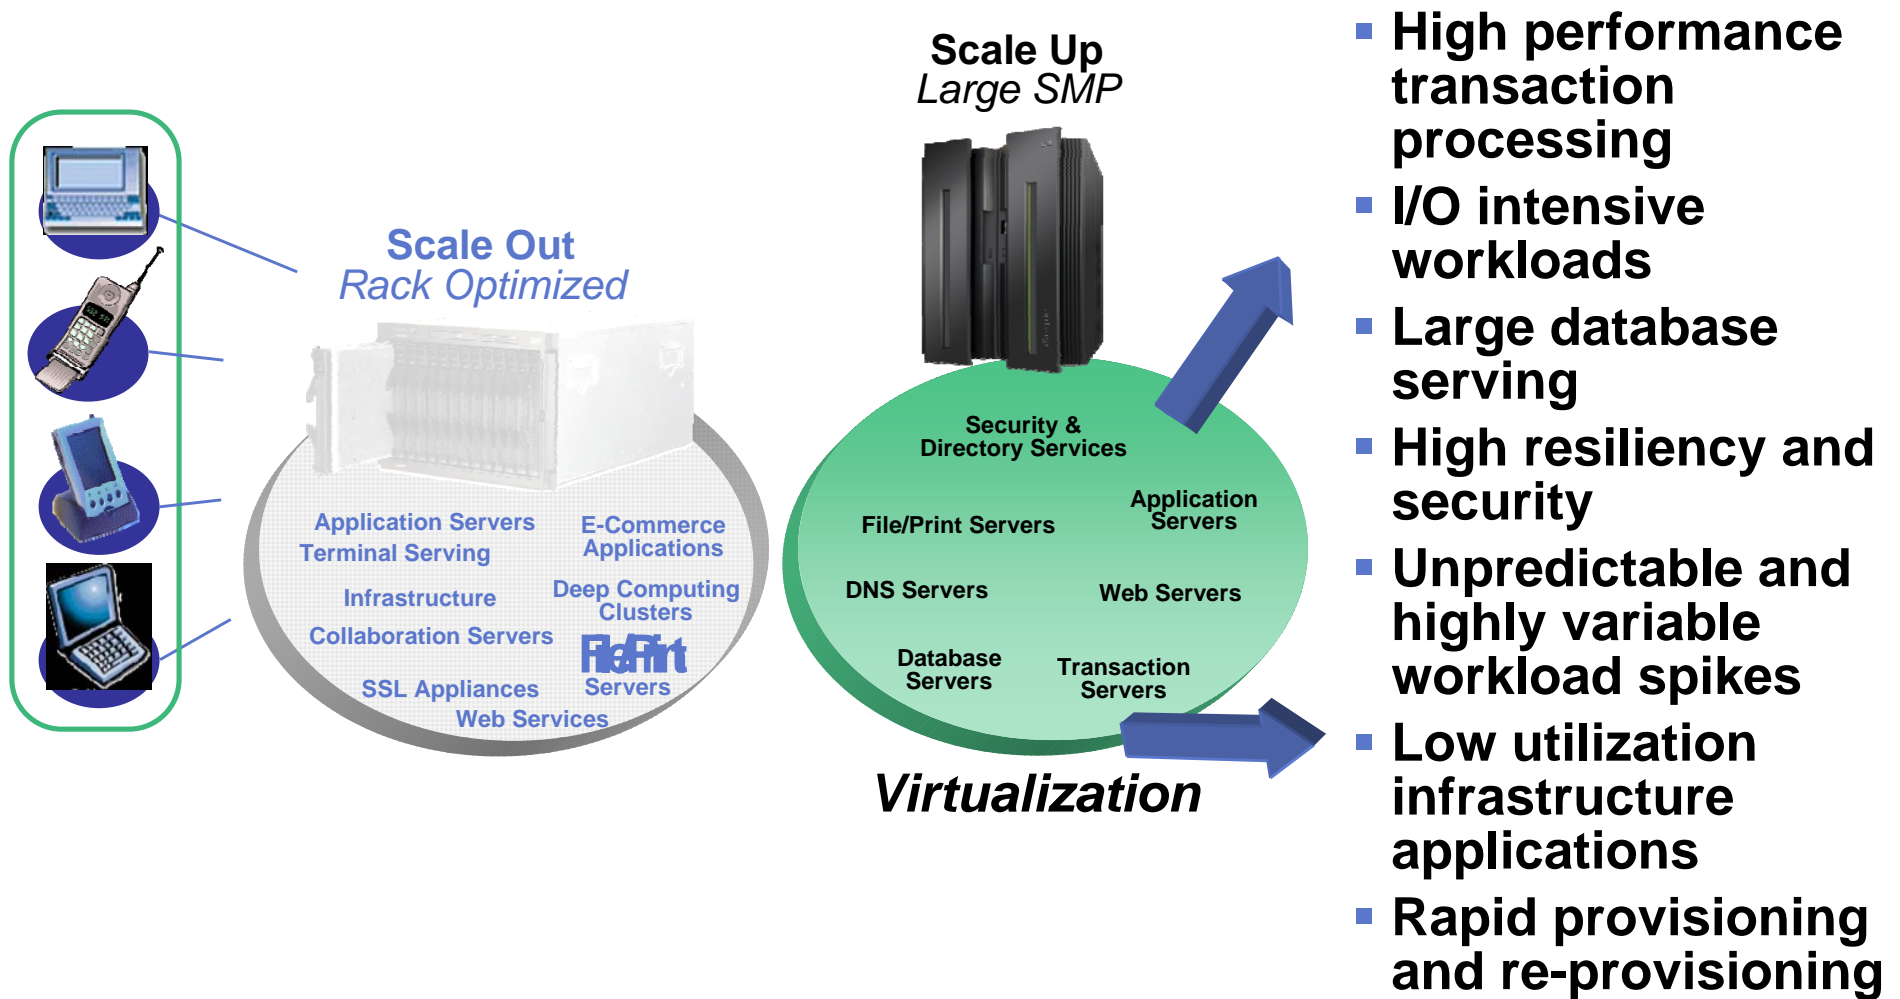 Scale Up
Large SMP
Scale Out
Rack Optimized
Application Servers
Terminal Serving
E-Commerce
Applications
Infrastructure
Deep Computing
Clusters
Collaboration Servers
File/Print
Servers
SSL Appliances
Web Services
Security &
Directory Services
File/Print Servers
Application
Servers
DNS Servers
Web Servers
Database
Servers
Transaction
Servers
Virtualization
High performance
transaction
processing
I/O intensive
workloads
Large database
serving
High resiliency and
security
Unpredictable and
highly variable
workload spikes
Low utilization
infrastructure
applications
Rapid provisioning
and re-provisioning